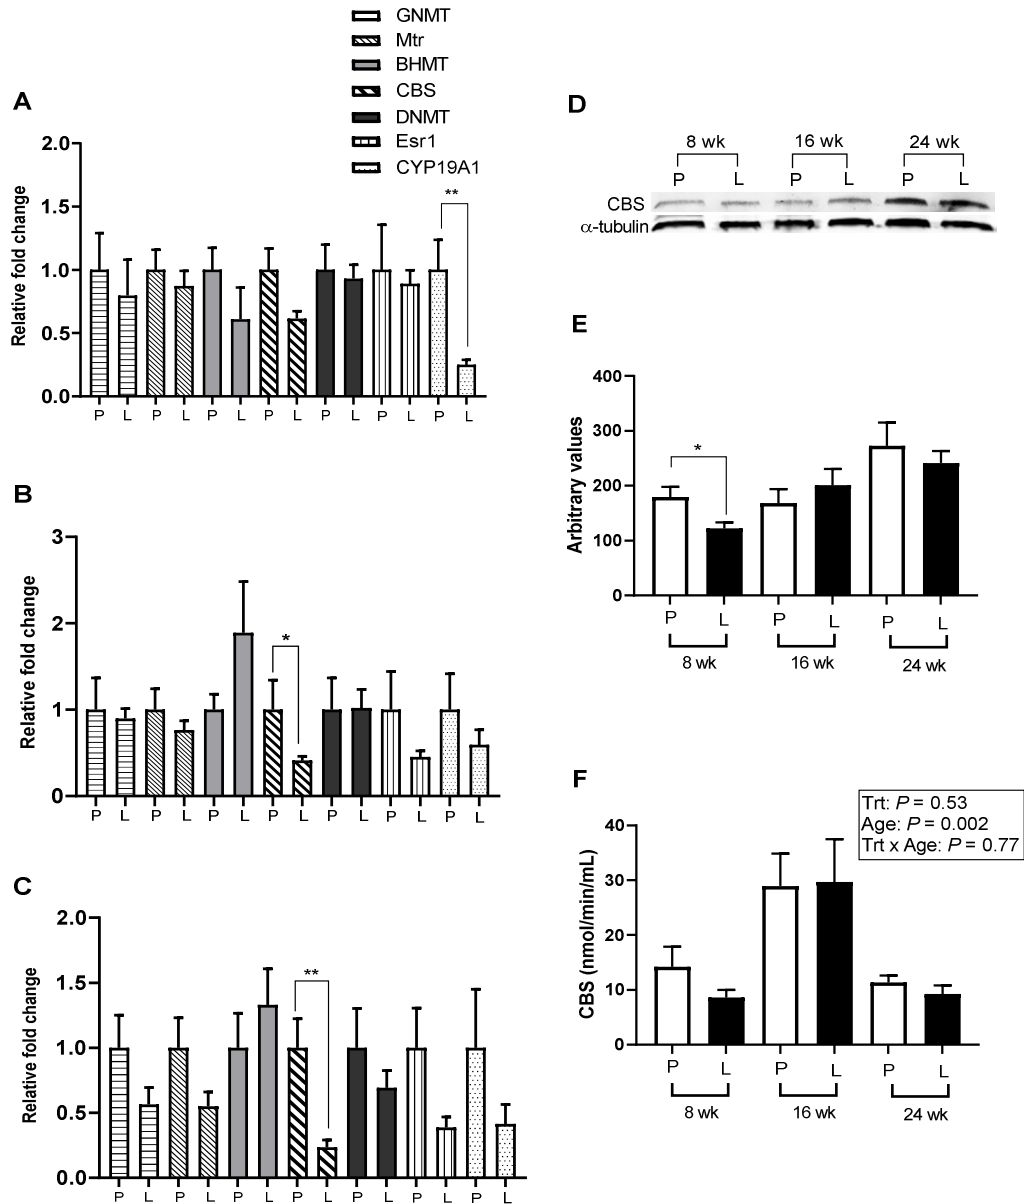 GNMT
Mtr
BHMT
CBS
DNMT
Esr1
CYP19A1
A
Relative fold change
2.0
1.5
1.0
0.5
0.0
**
P L P L P L P L P L P L P L
B
Relative fold change
3
2
1
0
*
P L P L P L P L P L P L P L
C
Relative fold change
2.0
1.5
1.0
0.5
0.0
**
P L P L P L P L P L P L P L
D
8 wk 16 wk 24 wk
P L P L P L
CBS
α-tubulin
E
Arbitrary values
400
300
200
100
0
*
P L P L P L
8 wk 16 wk 24 wk
F
Trt: P = 0.53
Age: P = 0.002
Trt x Age: P = 0.77
CBS (nmol/min/mL)
40
30
20
10
0
P L P L P L
8 wk 16 wk 24 wk